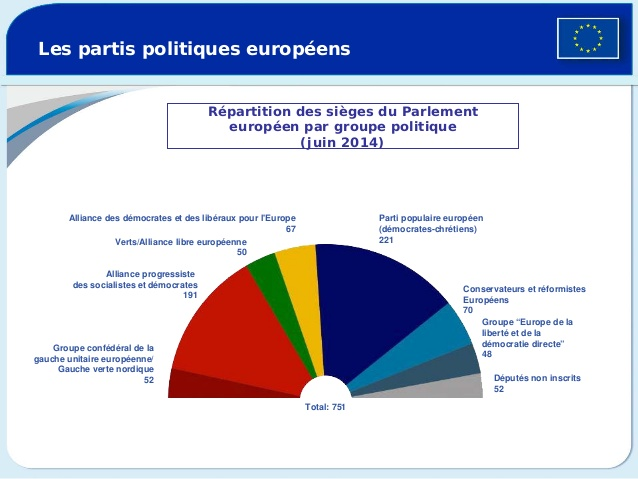 Les partis politiques européens
Répartition des sièges du Parlement
européen par groupe politique
(juin 2014)
Alliance des démocrates et des libéraux pour l'Europe
67
Verts/Alliance libre européenne
50
Alliance progressiste
des socialistes et démocrates
191
Groupe confédéral de la
gauche unitaire européenne/
Gauche verte nordique
52
Parti populaire européen
(démocrates-chrétiens)
221
Conservateurs et réformistes
Européens
70
Groupe “Europe de la
liberté et de la
démocratie directe”
48
Députés non inscrits
52
Total: 751